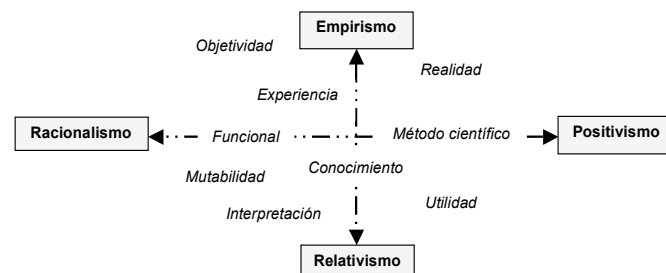 Empirismo
Objetividad
Realidad
Experiencia
Racionalismo
Funcional
Método científico
Positivismo
Conocimiento
Mutabilidad
Utilidad
Interpretación
Relativismo